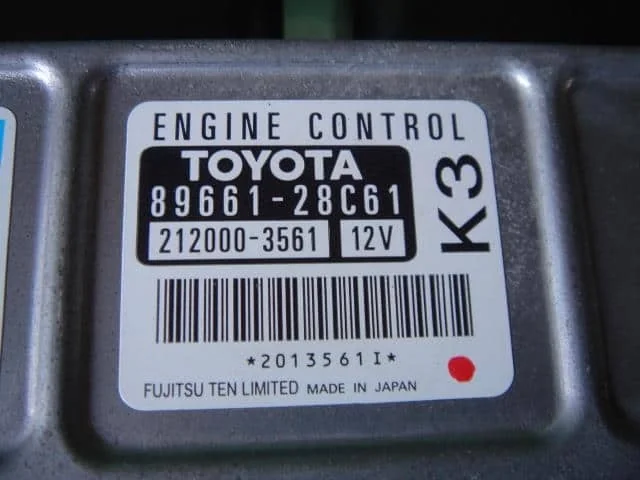 ENGINE CONTROL
TOYOTA
89661-28C61
212000-3561 12V
K3
*2013561I*
FUJITSU TEN LIMITED MADE IN JAPAN